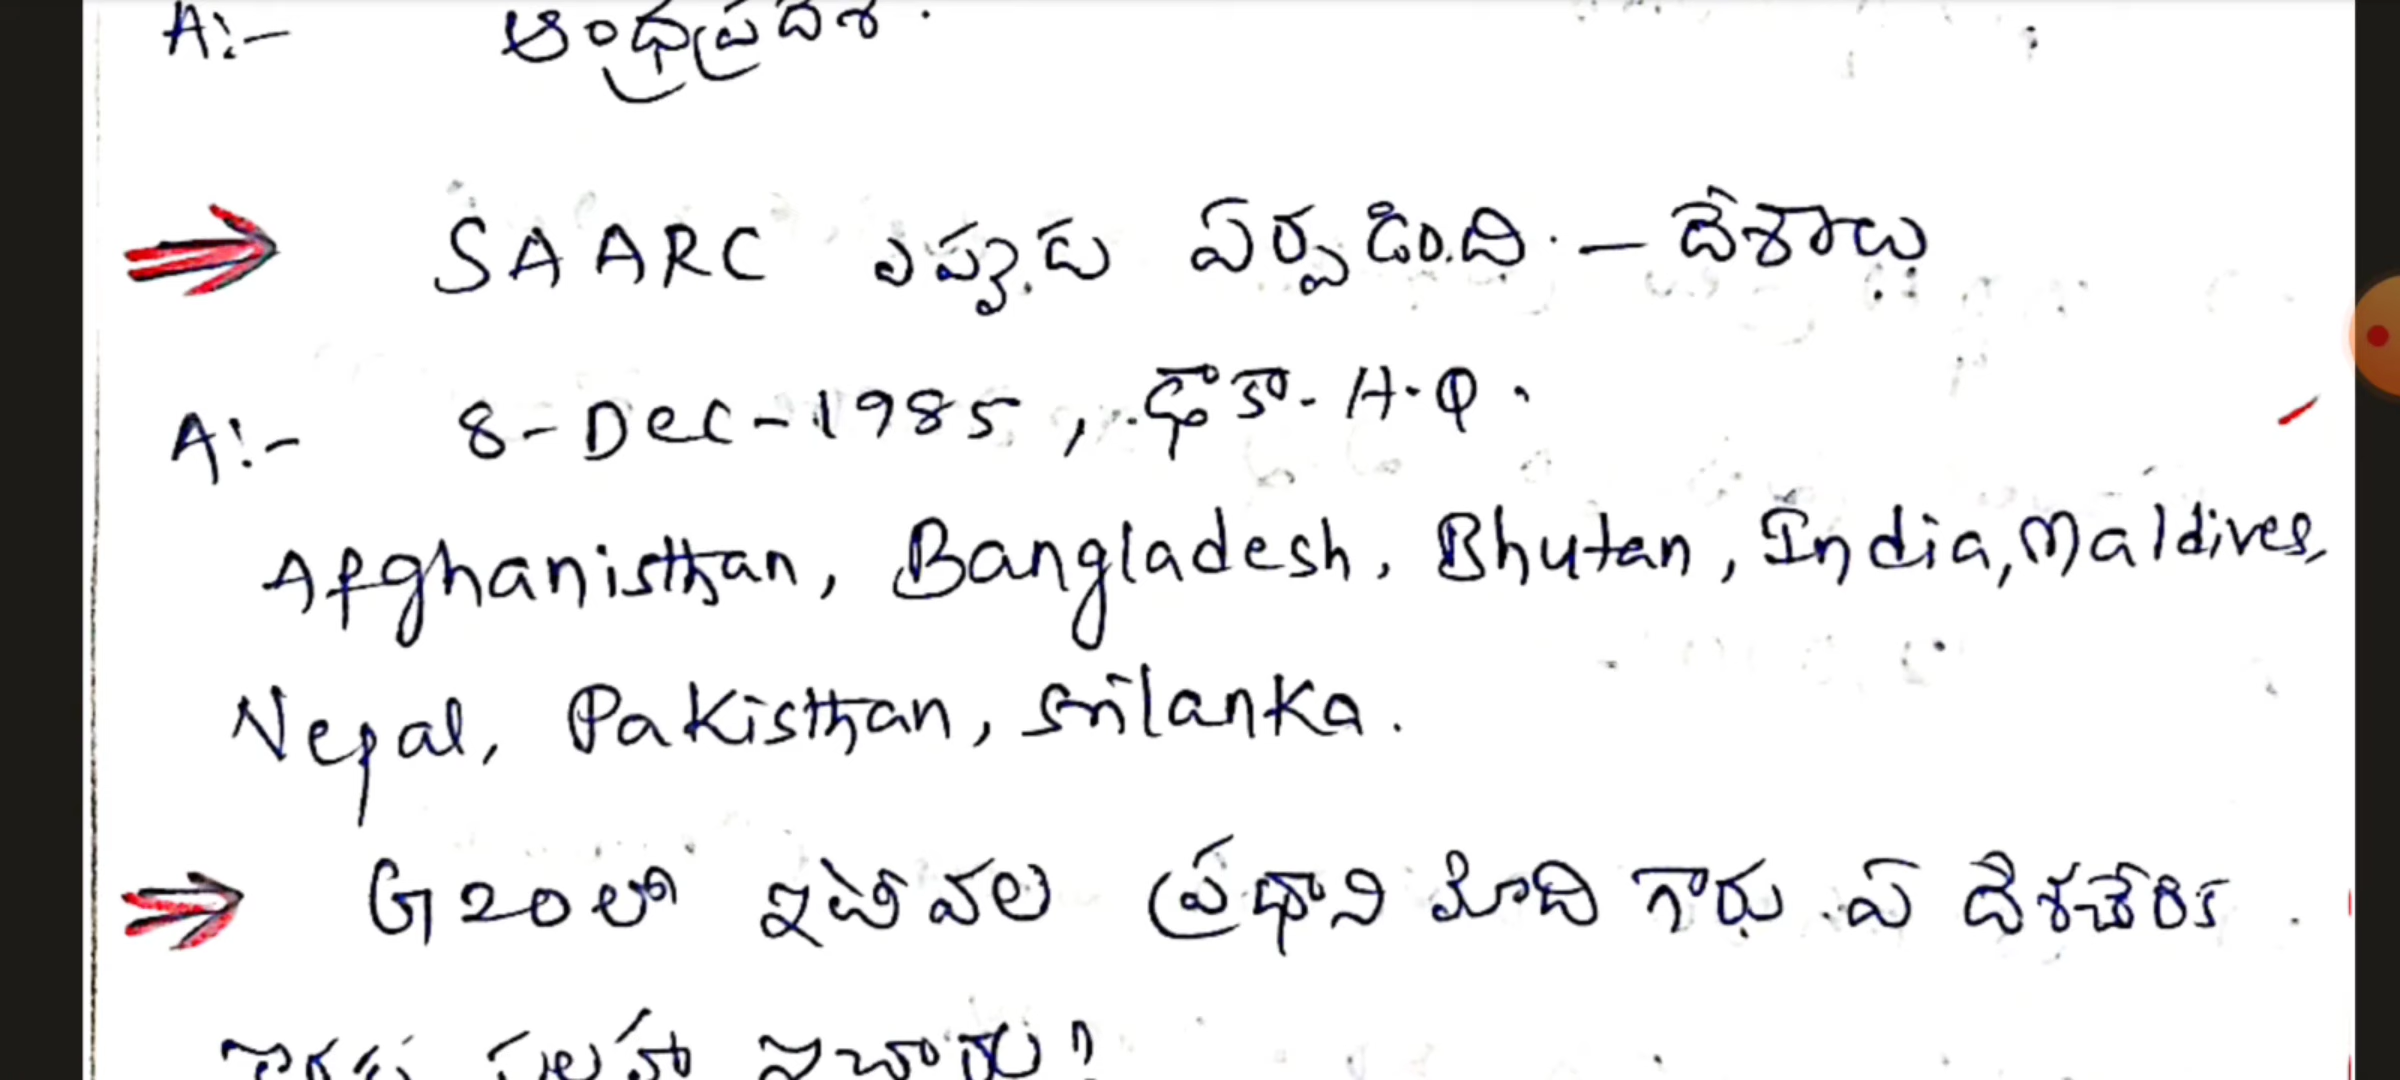 A:- ఆంధ్రప్రదేశ్.
SAARC ఎప్పుడు ఏర్పడింది. - దేశాలు
A:- 8-Dec-1985, ఢాకా- H.Q.
Afghanisthan, Bangladesh, Bhutan, India, Maldives,
Nepal, Pakisthan, Srilanka.
G20లో ఇటీవల ప్రధాని మోది గారు ఏ దేశచేరిక